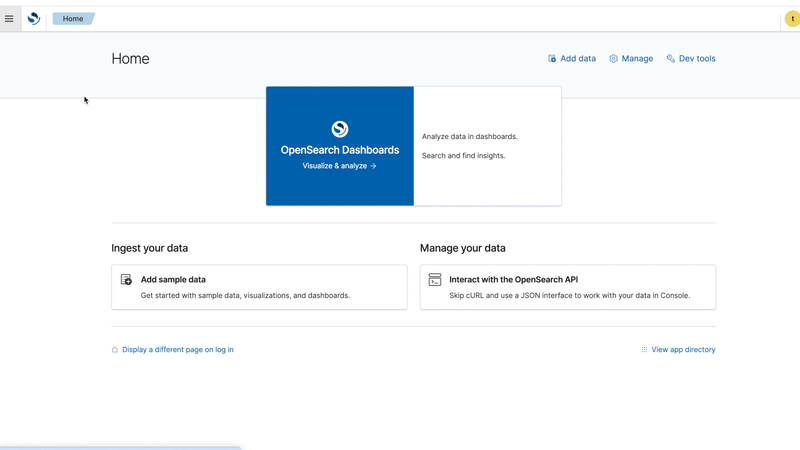 Home
t
Home
Add data
Manage
Dev tools
OpenSearch Dashboards
Visualize & analyze →
Analyze data in dashboards.
Search and find insights.
Ingest your data
Manage your data
Add sample data
Get started with sample data, visualizations, and dashboards.
Interact with the OpenSearch API
Skip cURL and use a JSON interface to work with your data in Console.
Display a different page on log in
View app directory